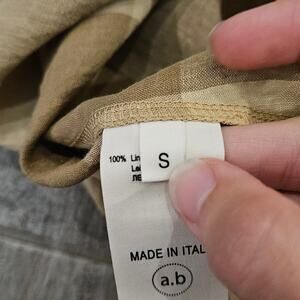 100% Lin
S
MADE IN ITAL
a.b